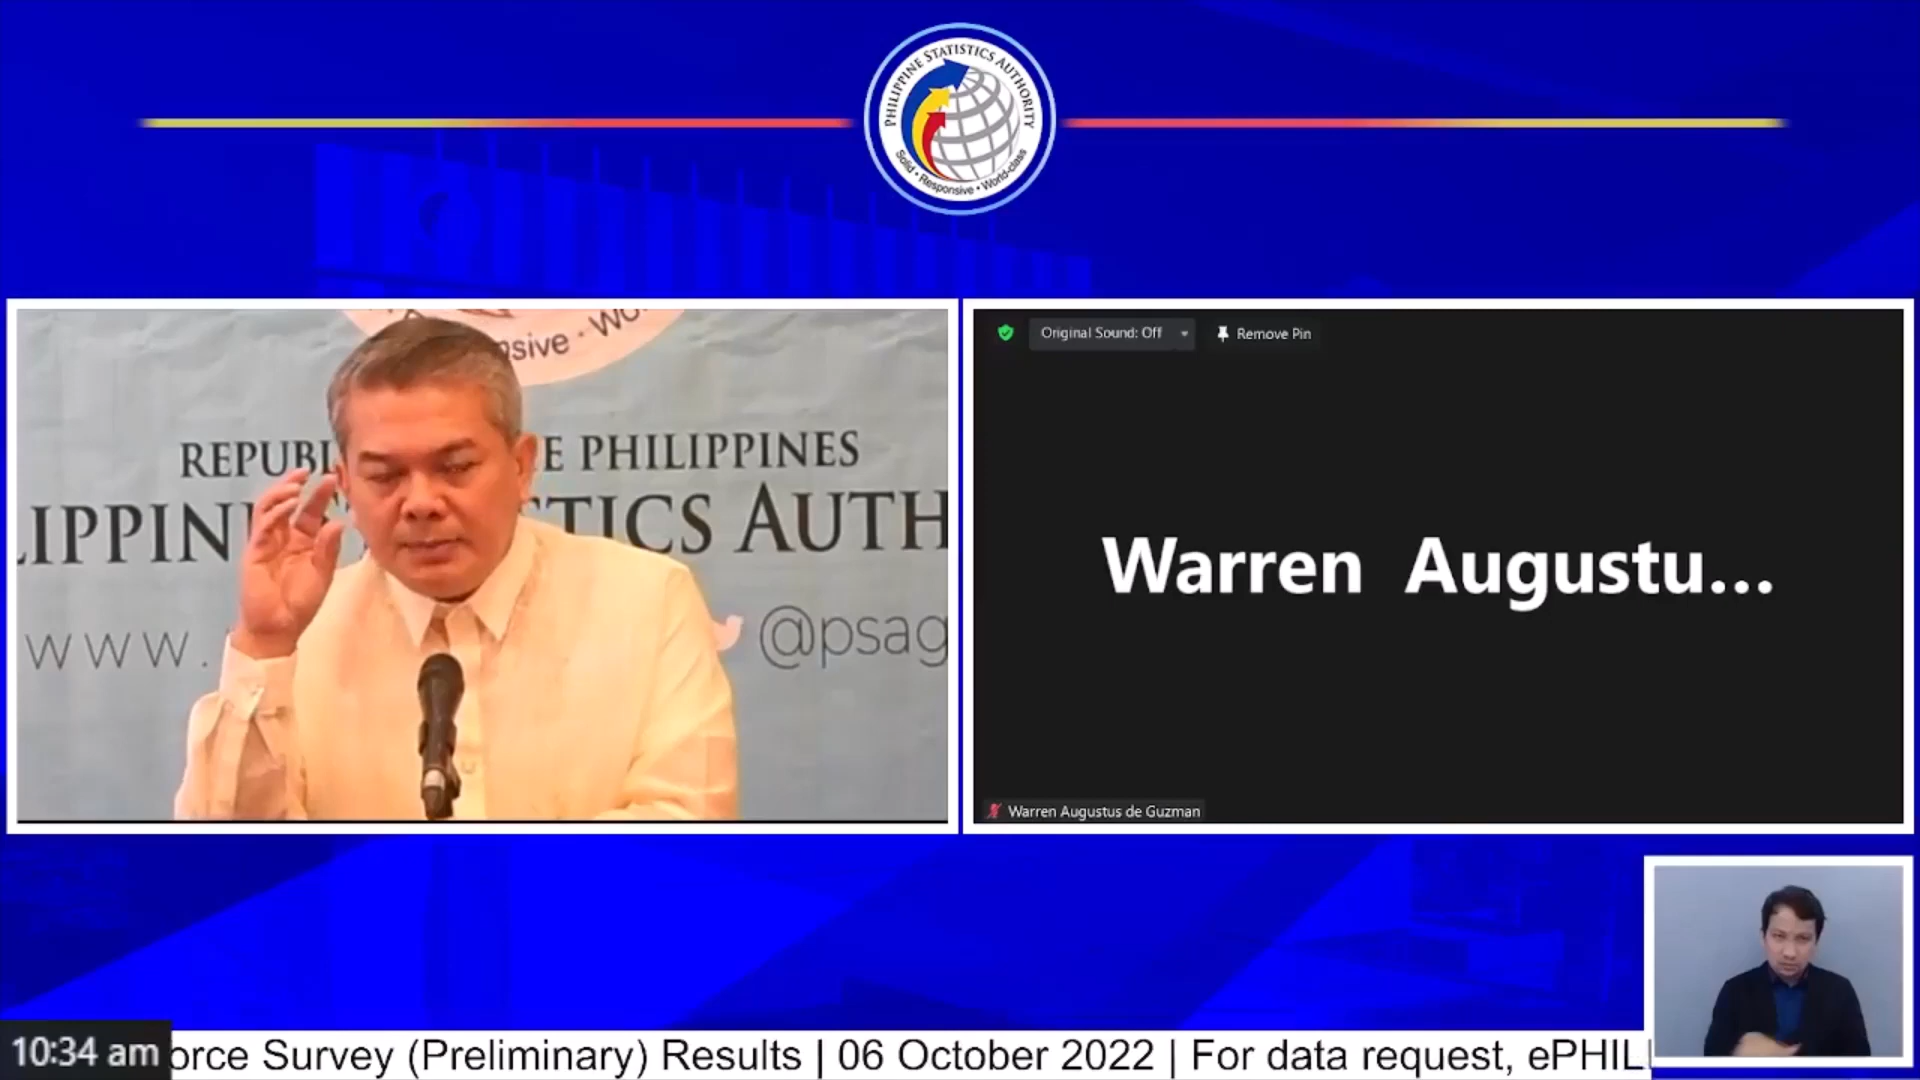 PHILIPPINE STATISTICS AUTHORITY
Solid • Responsive • World-class
nsive • Wo
REPUBL E PHILIPPINES
LIPPIN TICS AUTH
www. @psag
Original Sound: Off
Remove Pin
Warren Augustu...
Warren Augustus de Guzman
10:34 am
orce Survey (Preliminary) Results | 06 October 2022 | For data request, ePHIL